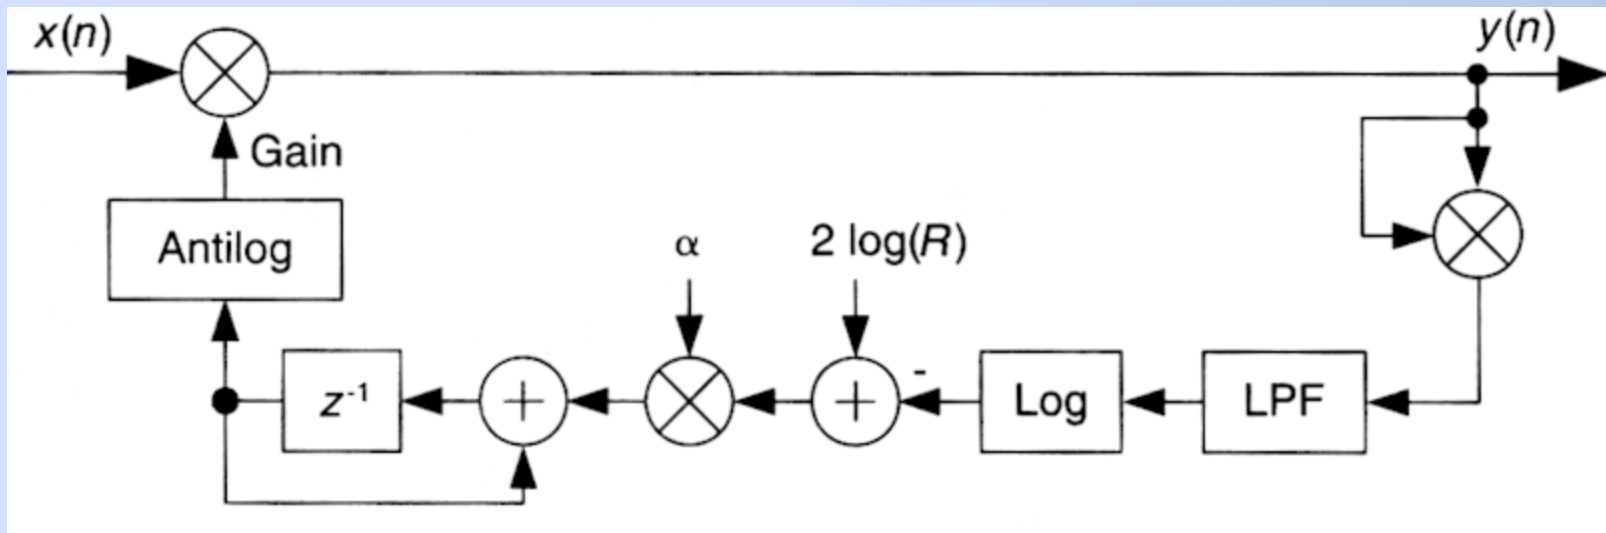 x(n)
y(n)
Gain
Antilog
α
2 log(R)
z⁻¹
+
+
-
Log
LPF